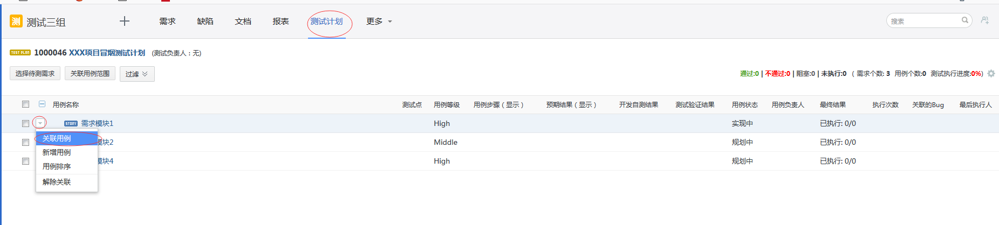 测 测试三组 需求 缺陷 文档 报表 测试计划 更多 搜索
TEST PLAN 1000046 XXX项目冒烟测试计划 (测试负责人：无)
选择待测需求 关联用例范围 过滤 通过:0 | 不通过:0 | 阻塞:0 | 未执行:0 ( 需求个数: 3 用例个数:0 测试执行进度:0%)
用例名称 测试点 用例等级 用例步骤（显示） 预期结果（显示） 开发自测结果 测试验证结果 用例状态 用例负责人 最终结果 执行次数 关联的Bug 最后执行人
STORY 需求模块1 High 实现中 已执行: 0/0
关联用例
模块2 Middle 规划中 已执行: 0/0
新增用例
模块4 High 规划中 已执行: 0/0
用例排序
解除关联